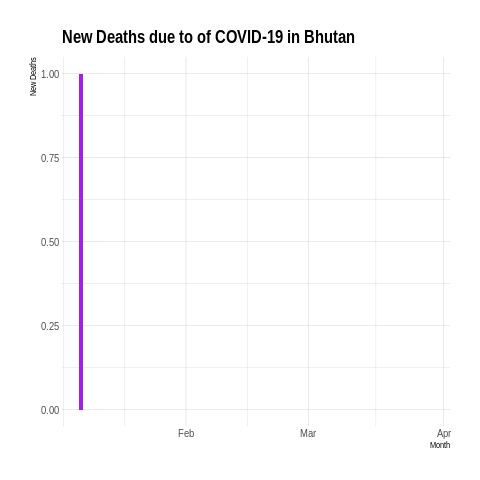 New Deaths due to of COVID-19 in Bhutan
New Deaths
1.00
0.75
0.50
0.25
0.00
Feb Mar Apr
Month